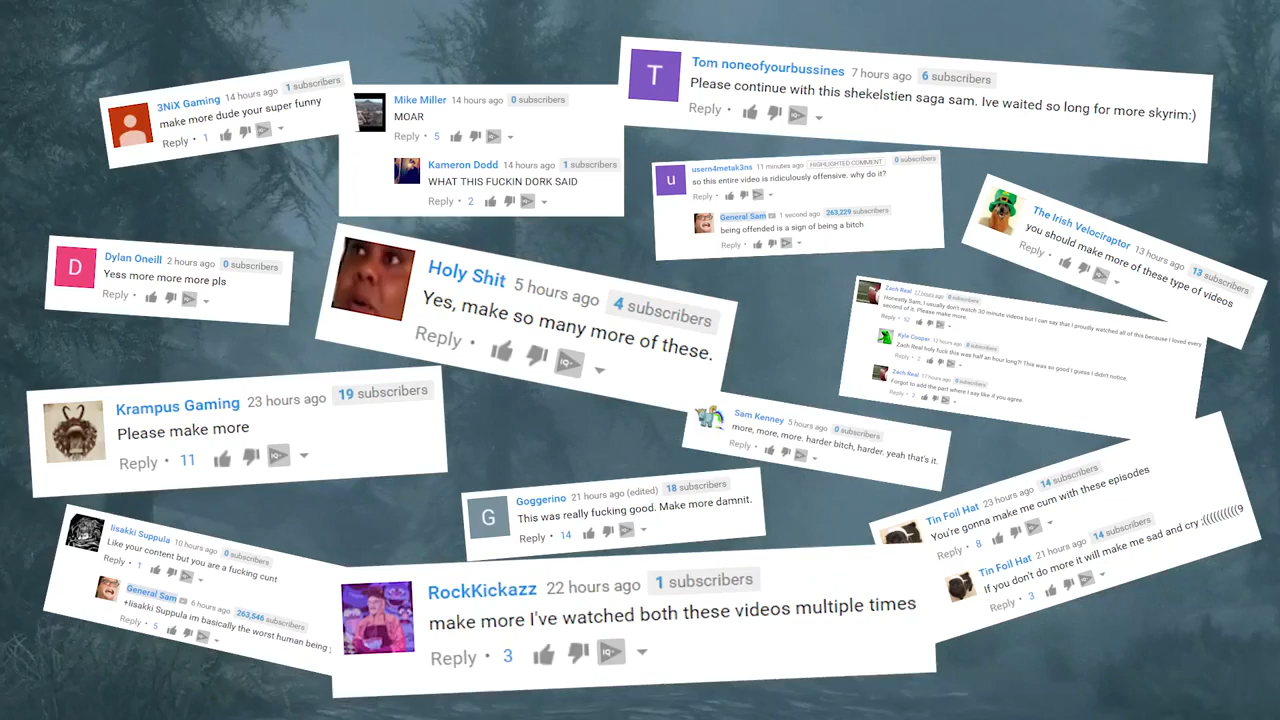 3NiX Gaming 14 hours ago 1 subscribers
make more dude your super funny
Reply · 1
Mike Miller 14 hours ago 0 subscribers
MOAR
Reply · 5
Kameron Dodd 14 hours ago 1 subscribers
WHAT THIS FUCKIN DORK SAID
Reply · 2
T
Tom noneofyourbussines 7 hours ago 6 subscribers
Please continue with this shekelstien saga sam. Ive waited so long for more skyrim:)
Reply ·
u
usern4metak3ns 11 minutes ago HIGHLIGHTED COMMENT 0 subscribers
so this entire video is ridiculously offensive. why do it?
Reply ·
General Sam 1 second ago 263,229 subscribers
being offended is a sign of being a bitch
Reply ·
The Irish Velociraptor 13 hours ago 13 subscribers
you should make more of these type of videos
Reply ·
D
Dylan Oneill 2 hours ago 0 subscribers
Yess more more more pls
Reply ·
Holy Shit 5 hours ago 4 subscribers
Yes, make so many more of these.
Reply ·
IQ+
Zach Real 17 hours ago 0 subscribers
Honestly Sam, I usually don't watch 30 minute videos but I can say that I proudly watched all of this because I loved every
second of it. Please make more.
Reply · 52
Kyle Cooper 12 hours ago 0 subscribers
Zach Real holy fuck this was half an hour long?! This was so good I guess I didn't notice.
Reply · 2
Zach Real 17 hours ago 0 subscribers
Forgot to add the part where I say like if you agree.
Reply · 2
Krampus Gaming 23 hours ago 19 subscribers
Please make more
Reply · 11
IQ+
Sam Kenney 5 hours ago 0 subscribers
more, more, more. harder bitch, harder. yeah that's it.
Reply ·
G
Goggerino 21 hours ago (edited) 18 subscribers
This was really fucking good. Make more damnit.
Reply · 14
Tin Foil Hat 23 hours ago 14 subscribers
You're gonna make me cum with these episodes
Reply · 8
Tin Foil Hat 21 hours ago 14 subscribers
If you don't do more it will make me sad and cry :((((((((((9
Reply · 3
Iisakki Suppula 10 hours ago 0 subscribers
Like your content but you are a fucking cunt
Reply · 1
General Sam 6 hours ago 263,546 subscribers
+Iisakki Suppula im basically the worst human being
Reply · 5
RockKickazz 22 hours ago 1 subscribers
make more I've watched both these videos multiple times
Reply · 3
IQ+